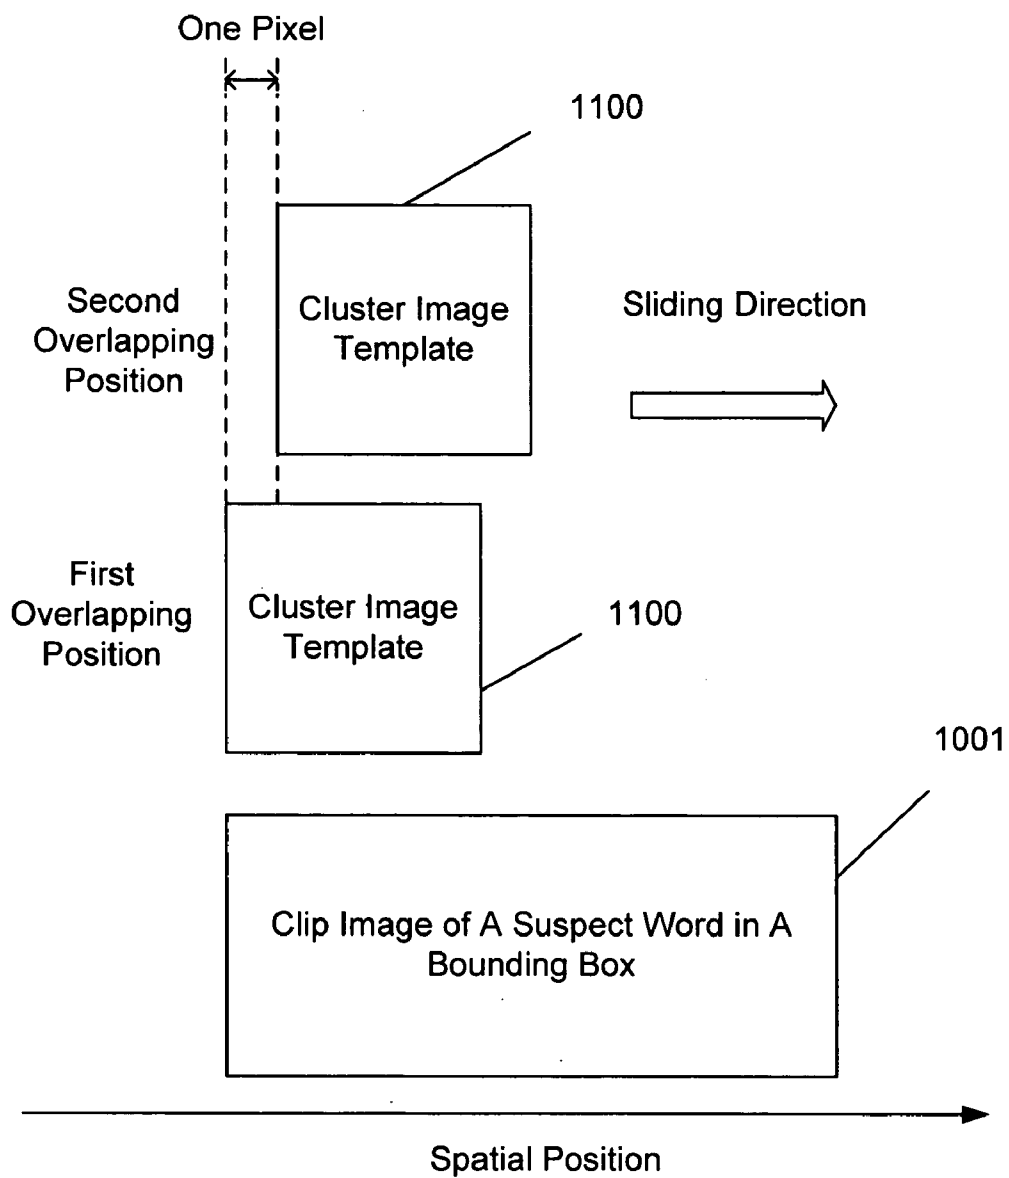 One Pixel
1100
Second
Overlapping
Position
Cluster Image
Template
Sliding Direction
First
Overlapping
Position
Cluster Image
Template
1100
1001
Clip Image of A Suspect Word in A
Bounding Box
Spatial Position